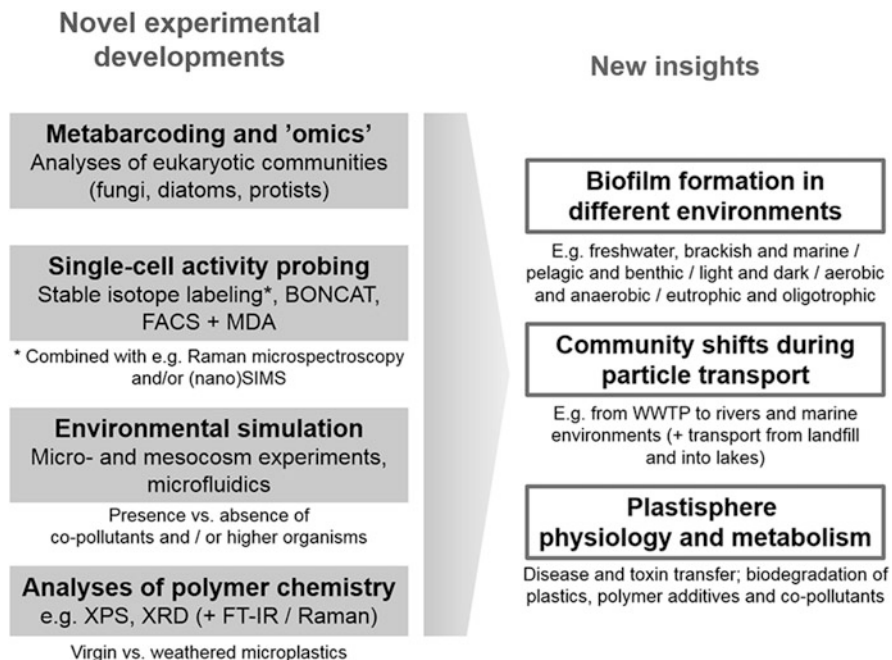 Novel experimental
developments
Metabarcoding and ’omics’
Analyses of eukaryotic communities
(fungi, diatoms, protists)
Single-cell activity probing
Stable isotope labeling*, BONCAT,
FACS + MDA
* Combined with e.g. Raman microspectroscopy
and/or (nano)SIMS
Environmental simulation
Micro- and mesocosm experiments,
microfluidics
Presence vs. absence of
co-pollutants and / or higher organisms
Analyses of polymer chemistry
e.g. XPS, XRD (+ FT-IR / Raman)
Virgin vs. weathered microplastics
New insights
Biofilm formation in
different environments
E.g. freshwater, brackish and marine /
pelagic and benthic / light and dark / aerobic
and anaerobic / eutrophic and oligotrophic
Community shifts during
particle transport
E.g. from WWTP to rivers and marine
environments (+ transport from landfill
and into lakes)
Plastisphere
physiology and metabolism
Disease and toxin transfer; biodegradation of
plastics, polymer additives and co-pollutants